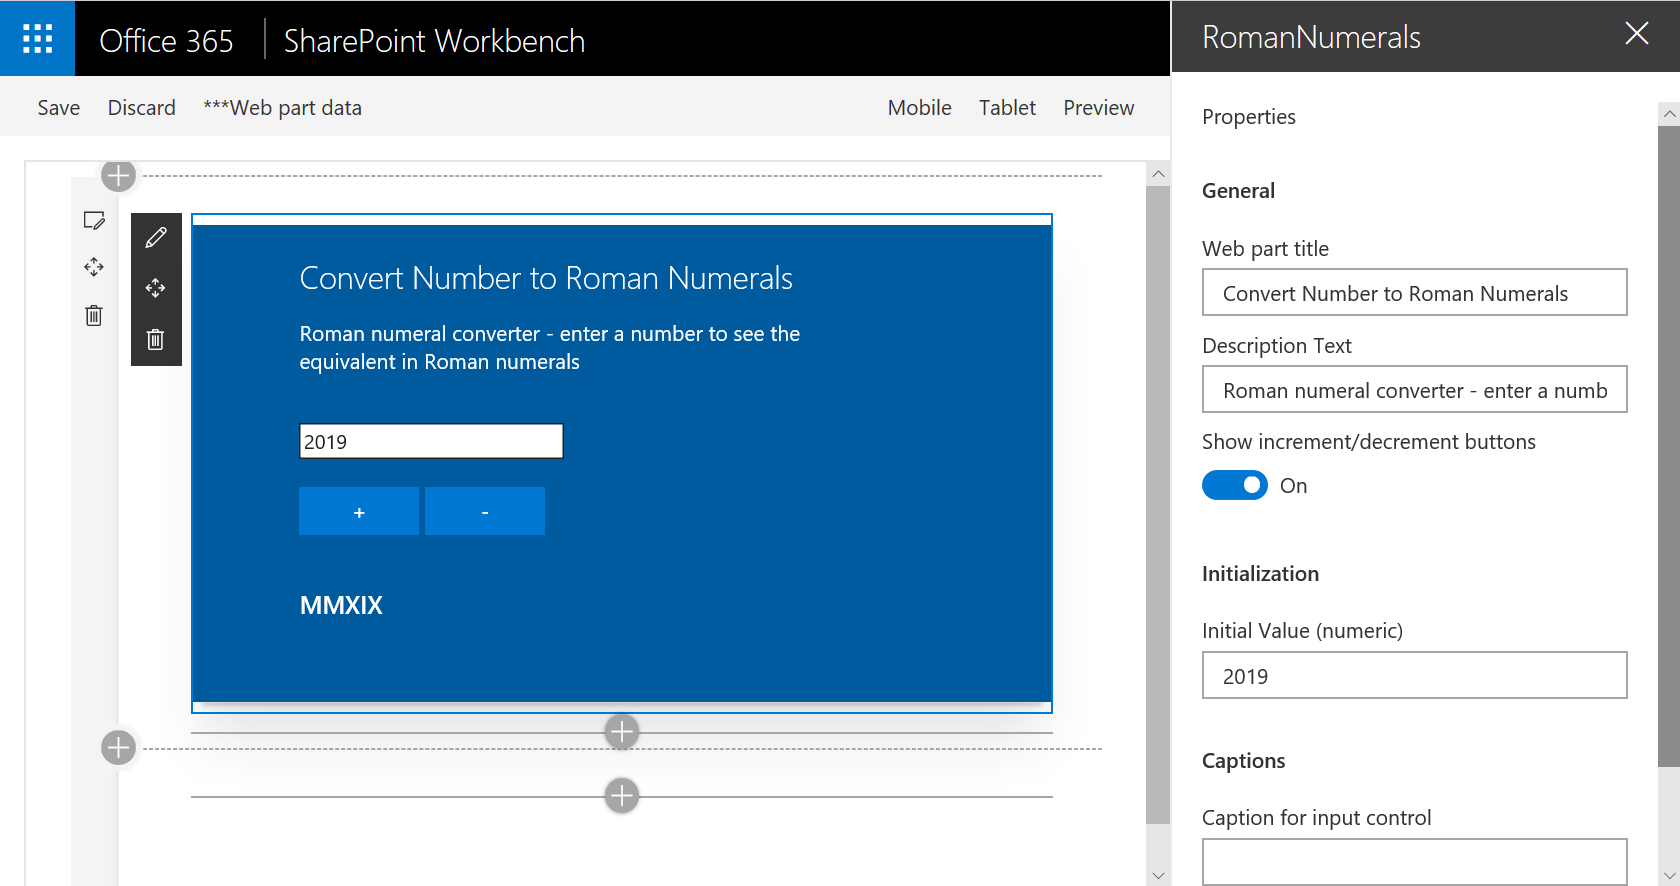 Office 365
SharePoint Workbench
Save
Discard
***Web part data
Mobile
Tablet
Preview
Convert Number to Roman Numerals
Roman numeral converter - enter a number to see the
equivalent in Roman numerals
2019
+
-
MMXIX
RomanNumerals
Properties
General
Web part title
Convert Number to Roman Numerals
Description Text
Roman numeral converter - enter a numb
Show increment/decrement buttons
On
Initialization
Initial Value (numeric)
2019
Captions
Caption for input control